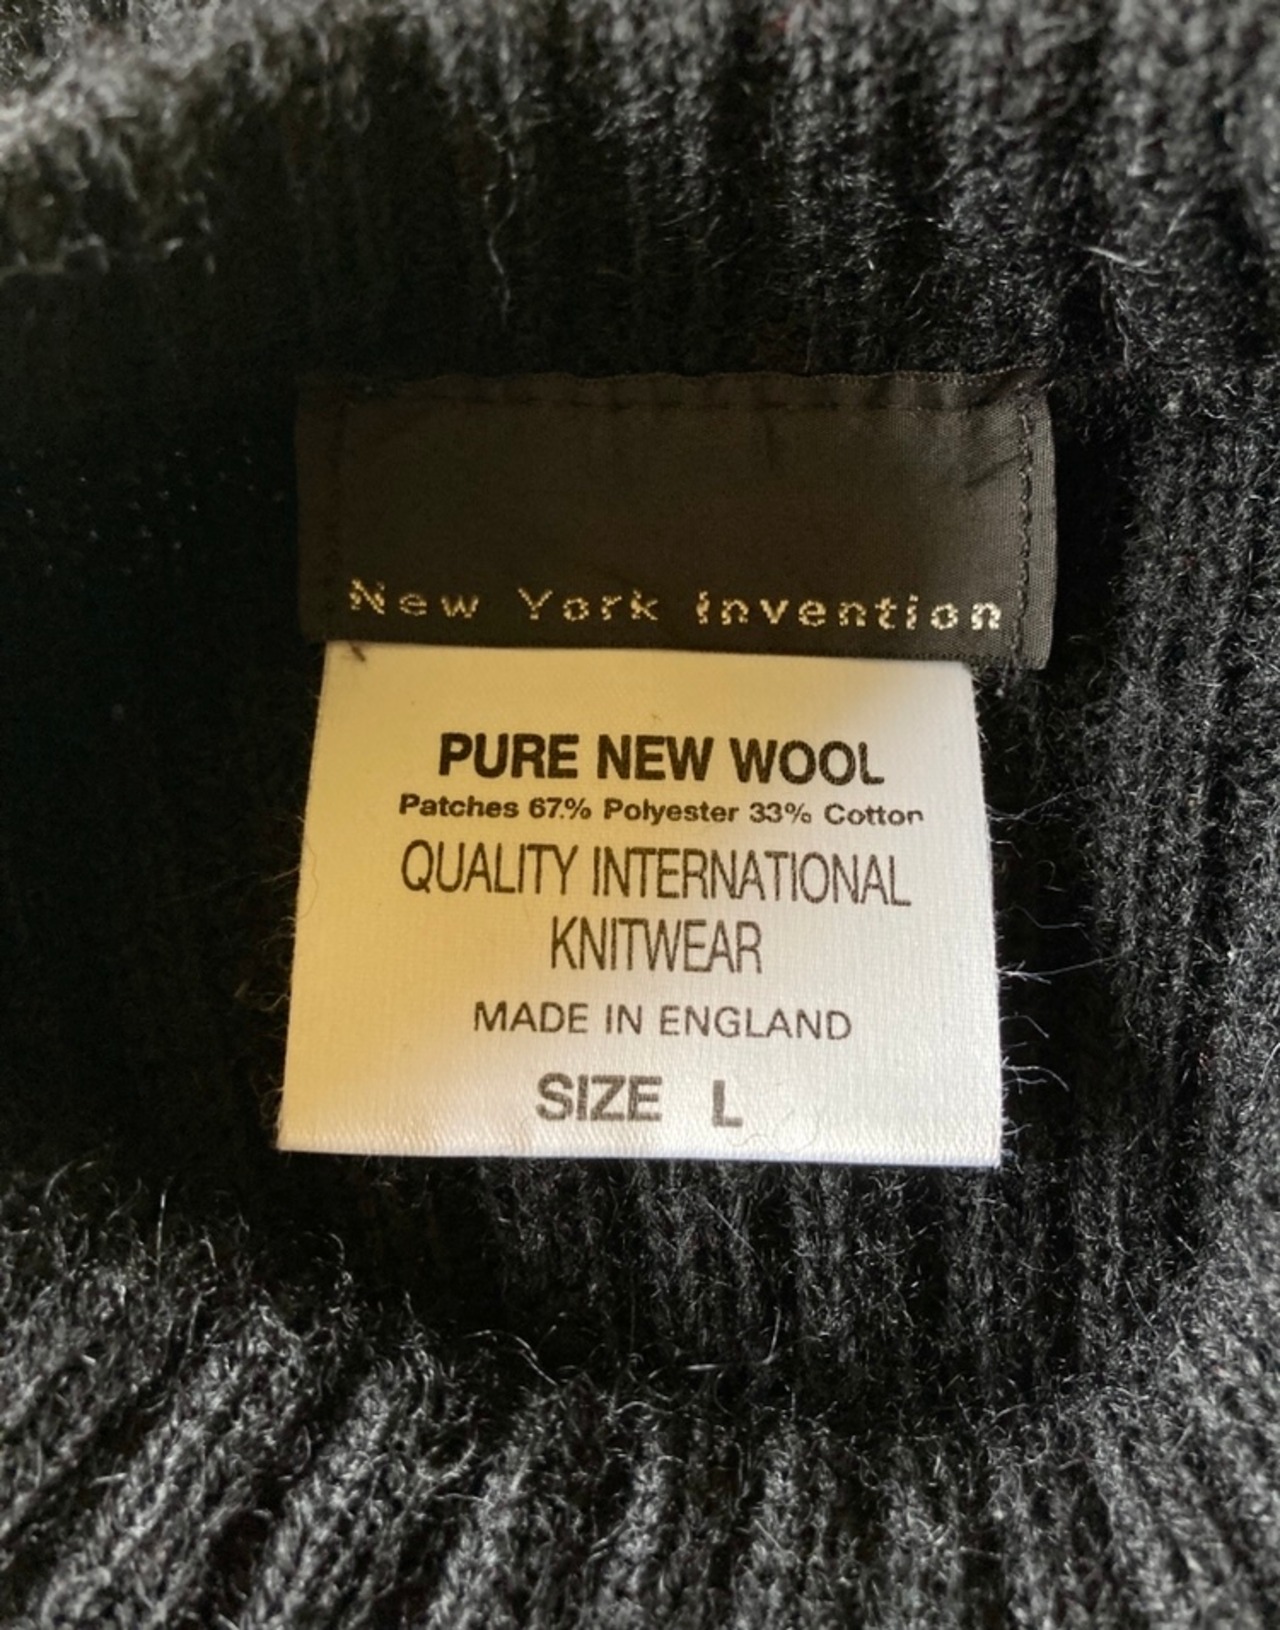 New York invention
PURE NEW WOOL
Patches 67% Polyester 33% Cotton
QUALITY INTERNATIONAL
KNITWEAR
MADE IN ENGLAND
SIZE L